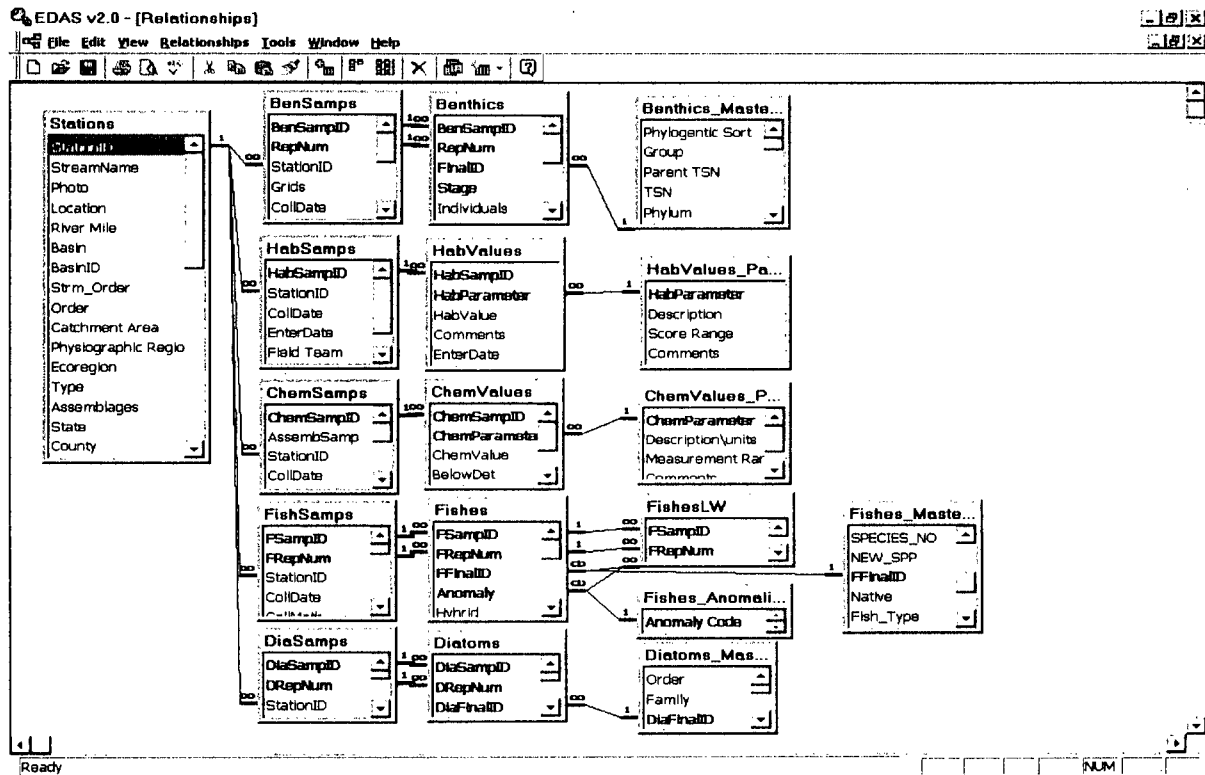 EDAS v2.0 - [Relationships]
File Edit View Relationships Tools Window Help
Stations
StationID
StreamName
Photo
Location
River Mile
Basin
BasinID
Strm_Order
Order
Catchment Area
Physiographic Regio
Ecoregion
Type
Assemblages
State
County
BenSamps
BenSampID
RepNum
StationID
Grids
CollDate
Benthics
BenSampID
RepNum
FinalID
Stage
Individuals
Benthics_Maste...
Phylogentic Sort
Group
Parent TSN
TSN
Phylum
HabSamps
HabSampID
StationID
CollDate
EnterDate
Field Team
HabValues
HabSampID
HabParameter
HabValue
Comments
EnterDate
HabValues_Pa...
HabParameter
Description
Score Range
Comments
ChemSamps
ChemSampID
AssembSamp
StationID
CollDate
ChemValues
ChemSampID
ChemParamete
ChemValue
BelowDet
ChemValues_P...
ChemParameter
Description\units
Measurement Rar
Comments
FishSamps
FSampID
FRepNum
StationID
CollDate
CollMeth
Fishes
FSampID
FRepNum
FFinalID
Anomaly
Hybrid
FishesLW
FSampID
FRepNum
Fishes_Maste...
SPECIES_NO
NEW_SPP
FFinalID
Native
Fish_Type
Fishes_Anomali...
Anomaly Code
DiaSamps
DiaSampID
DRepNum
StationID
Diatoms
DiaSampID
DRepNum
DiaFinalID
Diatoms_Mas...
Order
Family
DiaFinalID
Ready
NUM